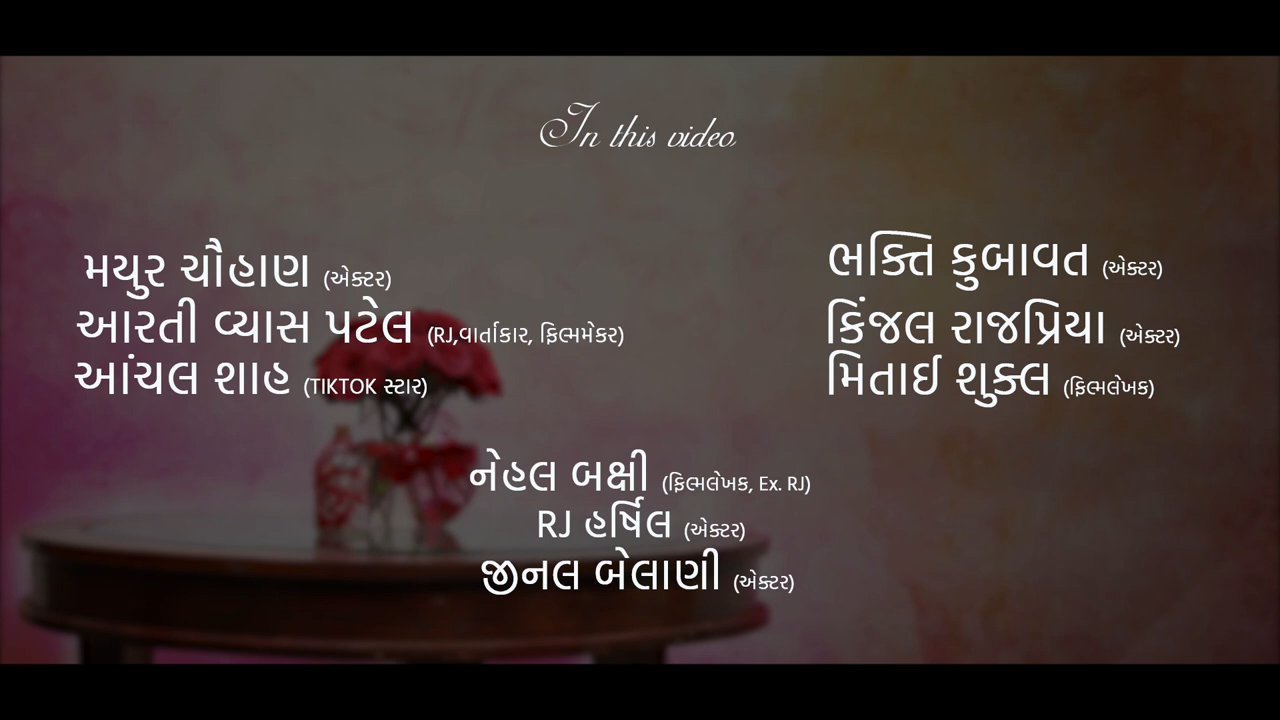 In this video
મયુર ચૌહાણ (એક્ટર)
આરતી વ્યાસ પટેલ (RJ,વાર્તાકાર, ફિલ્મમેકર)
આંચલ શાહ (TIKTOK સ્ટાર)
ભક્તિ કુબાવત (એક્ટર)
કિંજલ રાજપ્રિયા (એક્ટર)
મિતાઈ શુક્લ (ફિલ્મલેખક)
નેહલ બક્ષી (ફિલ્મલેખક, Ex. RJ)
RJ હર્ષિલ (એક્ટર)
જીનલ બેલાણી (એક્ટર)